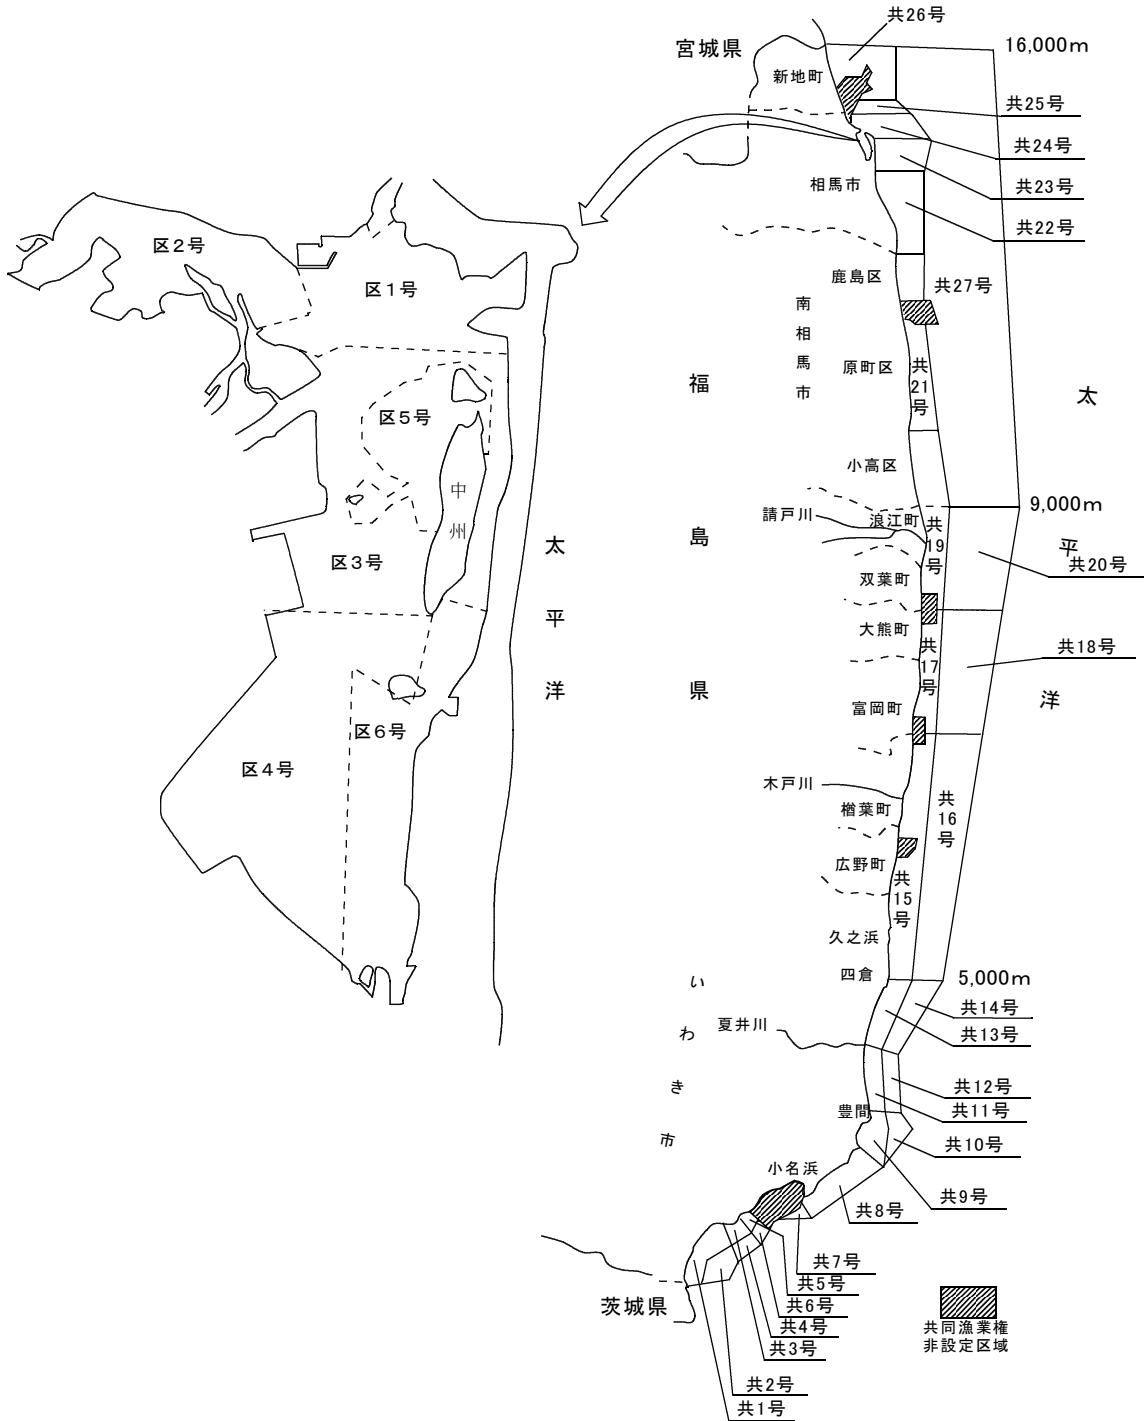 共26号
宮城県
16,000m
新地町
共25号
共24号
相馬市
共23号
共22号
区2号
区1号
鹿島区
共27号
南相馬市
原町区
共21号
福島県
太平洋
区5号
小高区
中州
請戸川
浪江町
9,000m
共19号
太平洋
区3号
双葉町
共20号
大熊町
共17号
共18号
富岡町
区6号
区4号
木戸川
楢葉町
共16号
広野町
共15号
久之浜
四倉
5,000m
いわき市
夏井川
共14号
共13号
共12号
豊間
共11号
共10号
小名浜
共9号
共8号
共7号
共5号
茨城県
共6号
共4号
共3号
共同漁業権
非設定区域
共2号
共1号